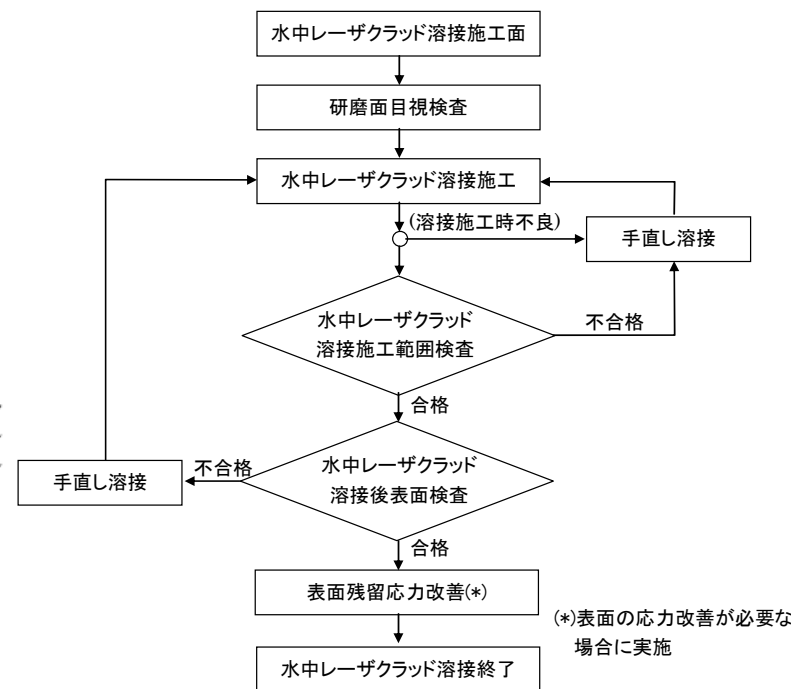 水中レーザクラッド溶接施工面
研磨面目視検査
水中レーザクラッド溶接施工
(溶接施工時不良)
手直し溶接
水中レーザクラッド
溶接施工範囲検査
不合格
合格
水中レーザクラッド
溶接後表面検査
不合格
手直し溶接
合格
表面残留応力改善(*)
(*)表面の応力改善が必要な
場合に実施
水中レーザクラッド溶接終了